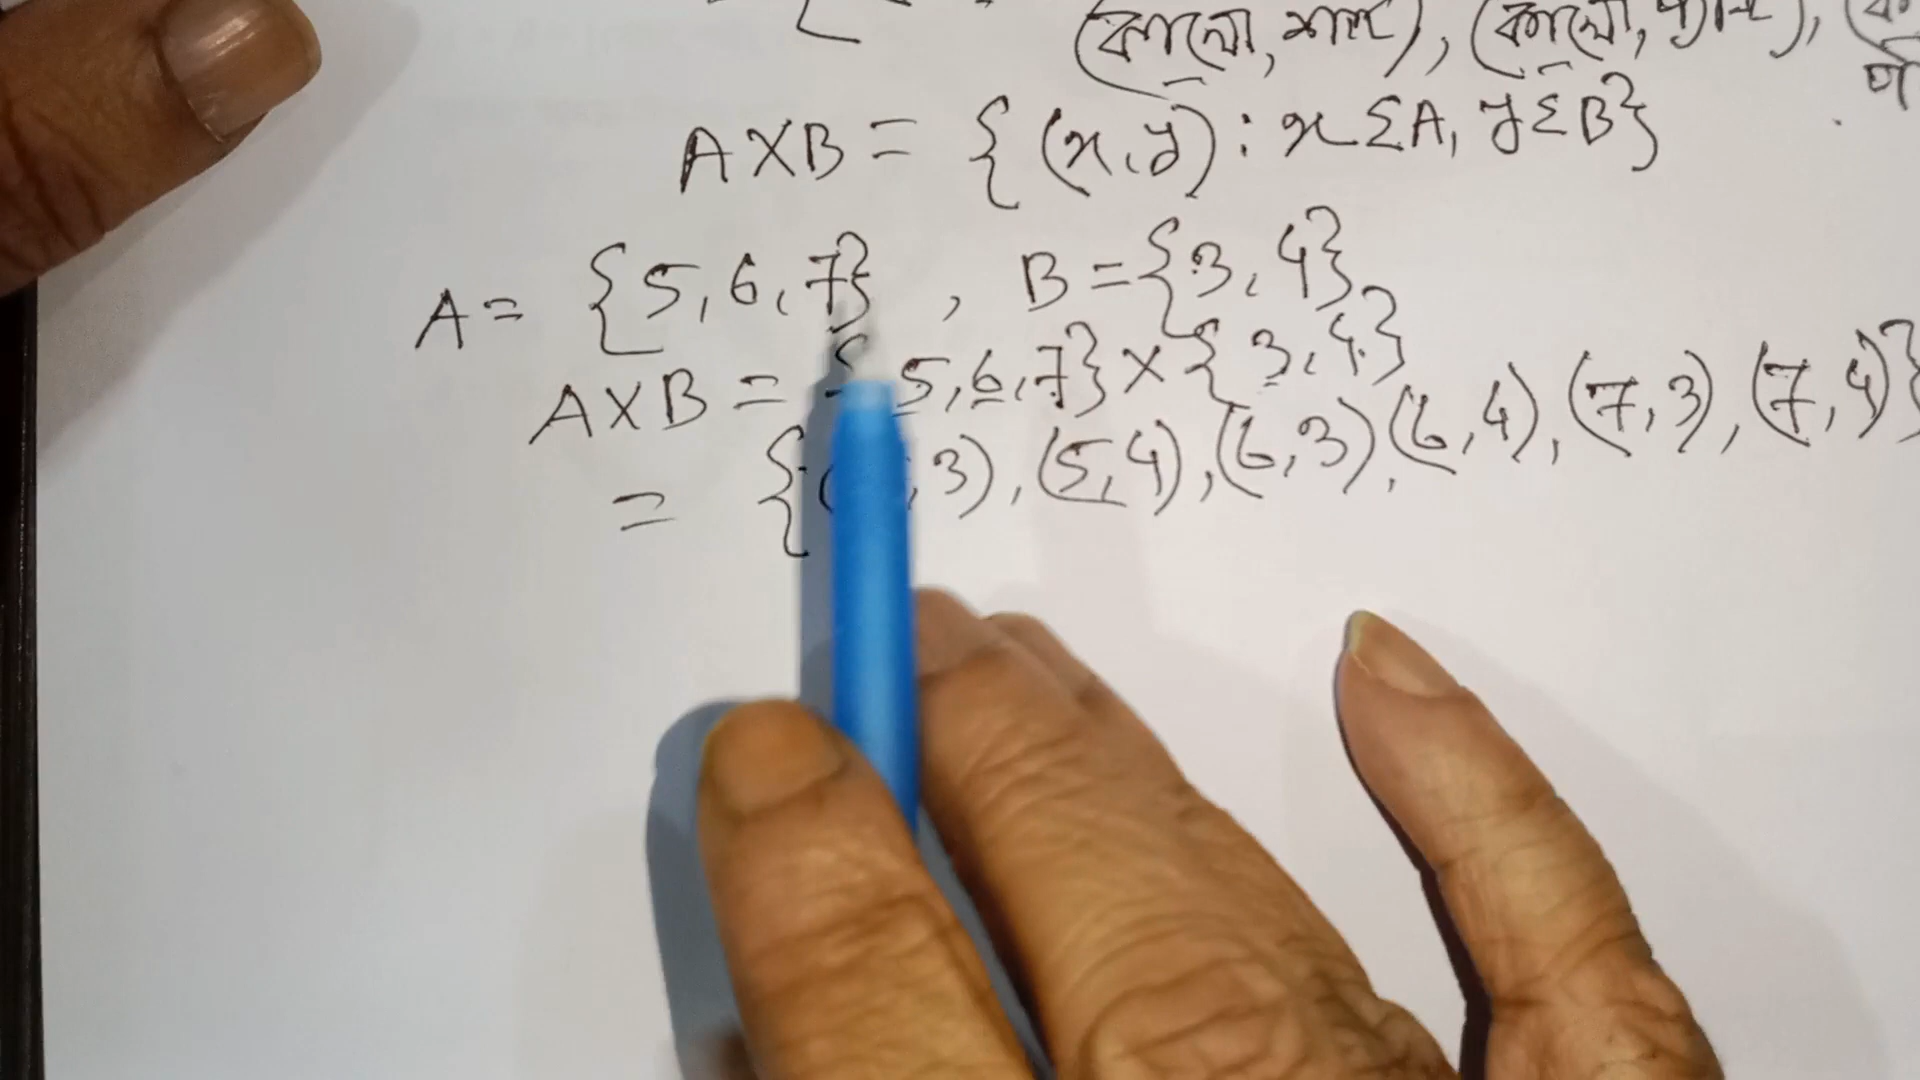 (কালো, শার্ট), (কালো,
A X B = { (x, y) : x Σ A, y Σ B }
A = {5, 6, 7} , B = {3, 4}
A X B = 5, 6, 7} X {3, 4}
= { , 3), (5, 4), (6, 3), (6, 4), (7, 3), (7, 4)}